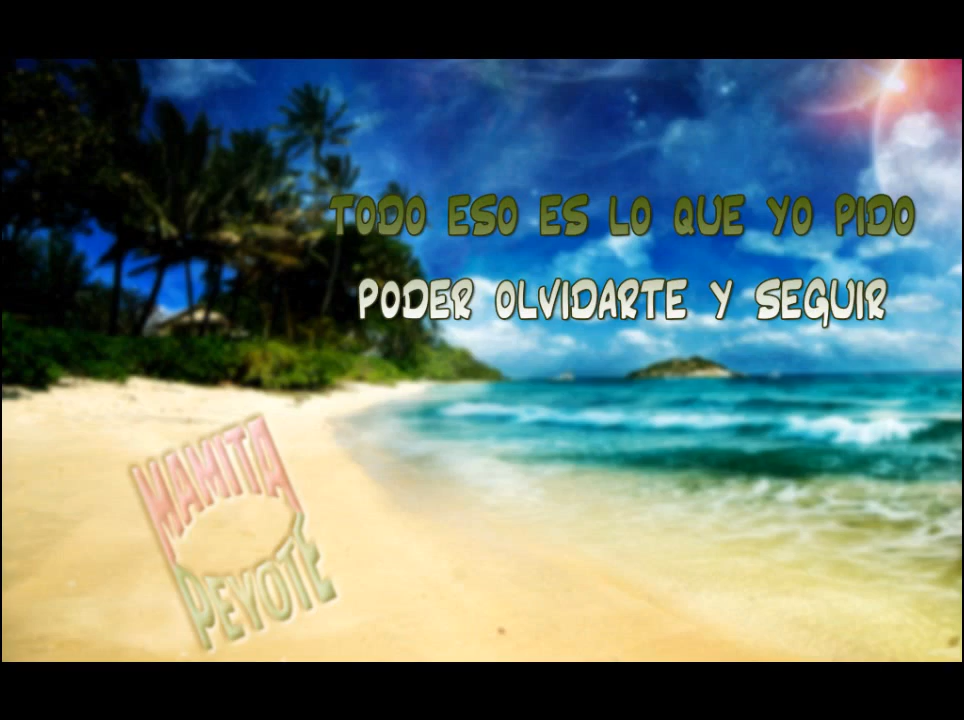 TODO ESO ES LO QUE YO PIDO
PODER OLVIDARTE Y SEGUIR
MAMITA
PEYOTE